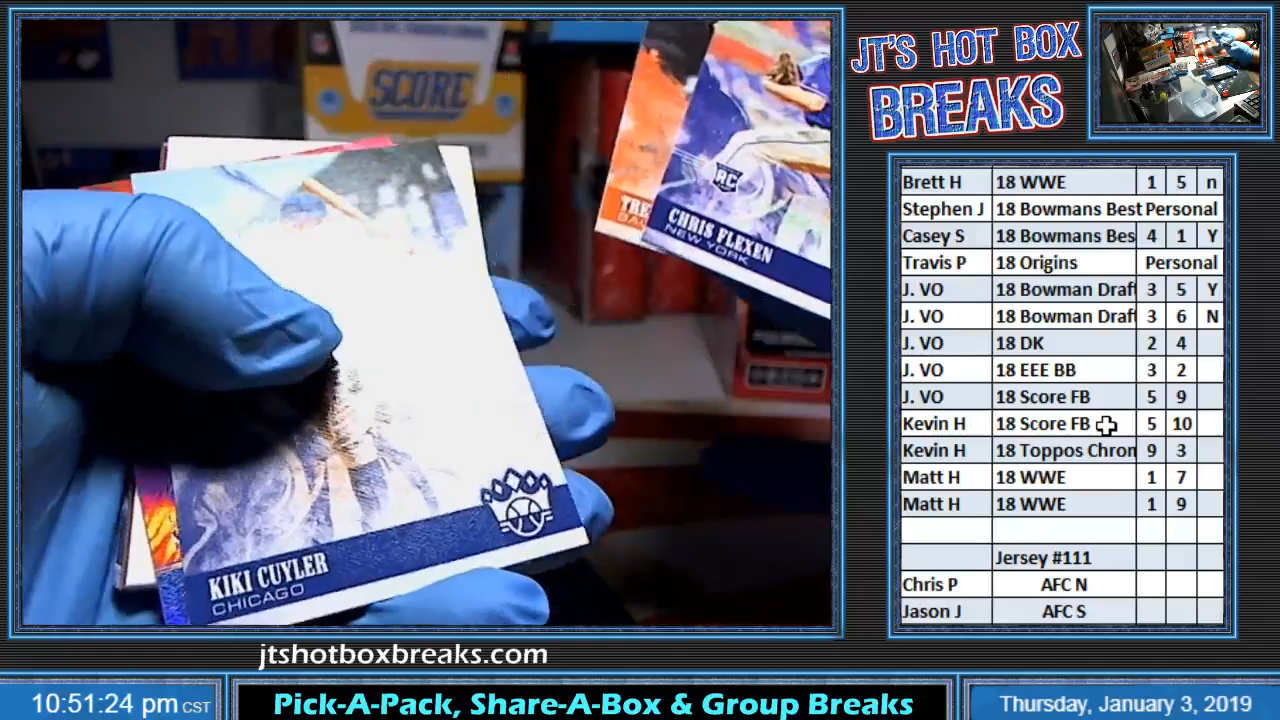 SCORE
TRE
BA
RC
CHRIS FLEXEN
NEW YORK
KIKI CUYLER
CHICAGO
JT'S HOT BOX
BREAKS
Brett H 18 WWE 1 5 n
Stephen J 18 Bowmans Best Personal
Casey S 18 Bowmans Bes 4 1 Y
Travis P 18 Origins Personal
J. VO 18 Bowman Draft 3 5 Y
J. VO 18 Bowman Draft 3 6 N
J. VO 18 DK 2 4
J. VO 18 EEE BB 3 2
J. VO 18 Score FB 5 9
Kevin H 18 Score FB 5 10
Kevin H 18 Toppos Chron 9 3
Matt H 18 WWE 1 7
Matt H 18 WWE 1 9
Jersey #111
Chris P AFC N
Jason J AFC S
jtshotboxbreaks.com
10:51:24 pm CST
Pick-A-Pack, Share-A-Box & Group Breaks
Thursday, January 3, 2019